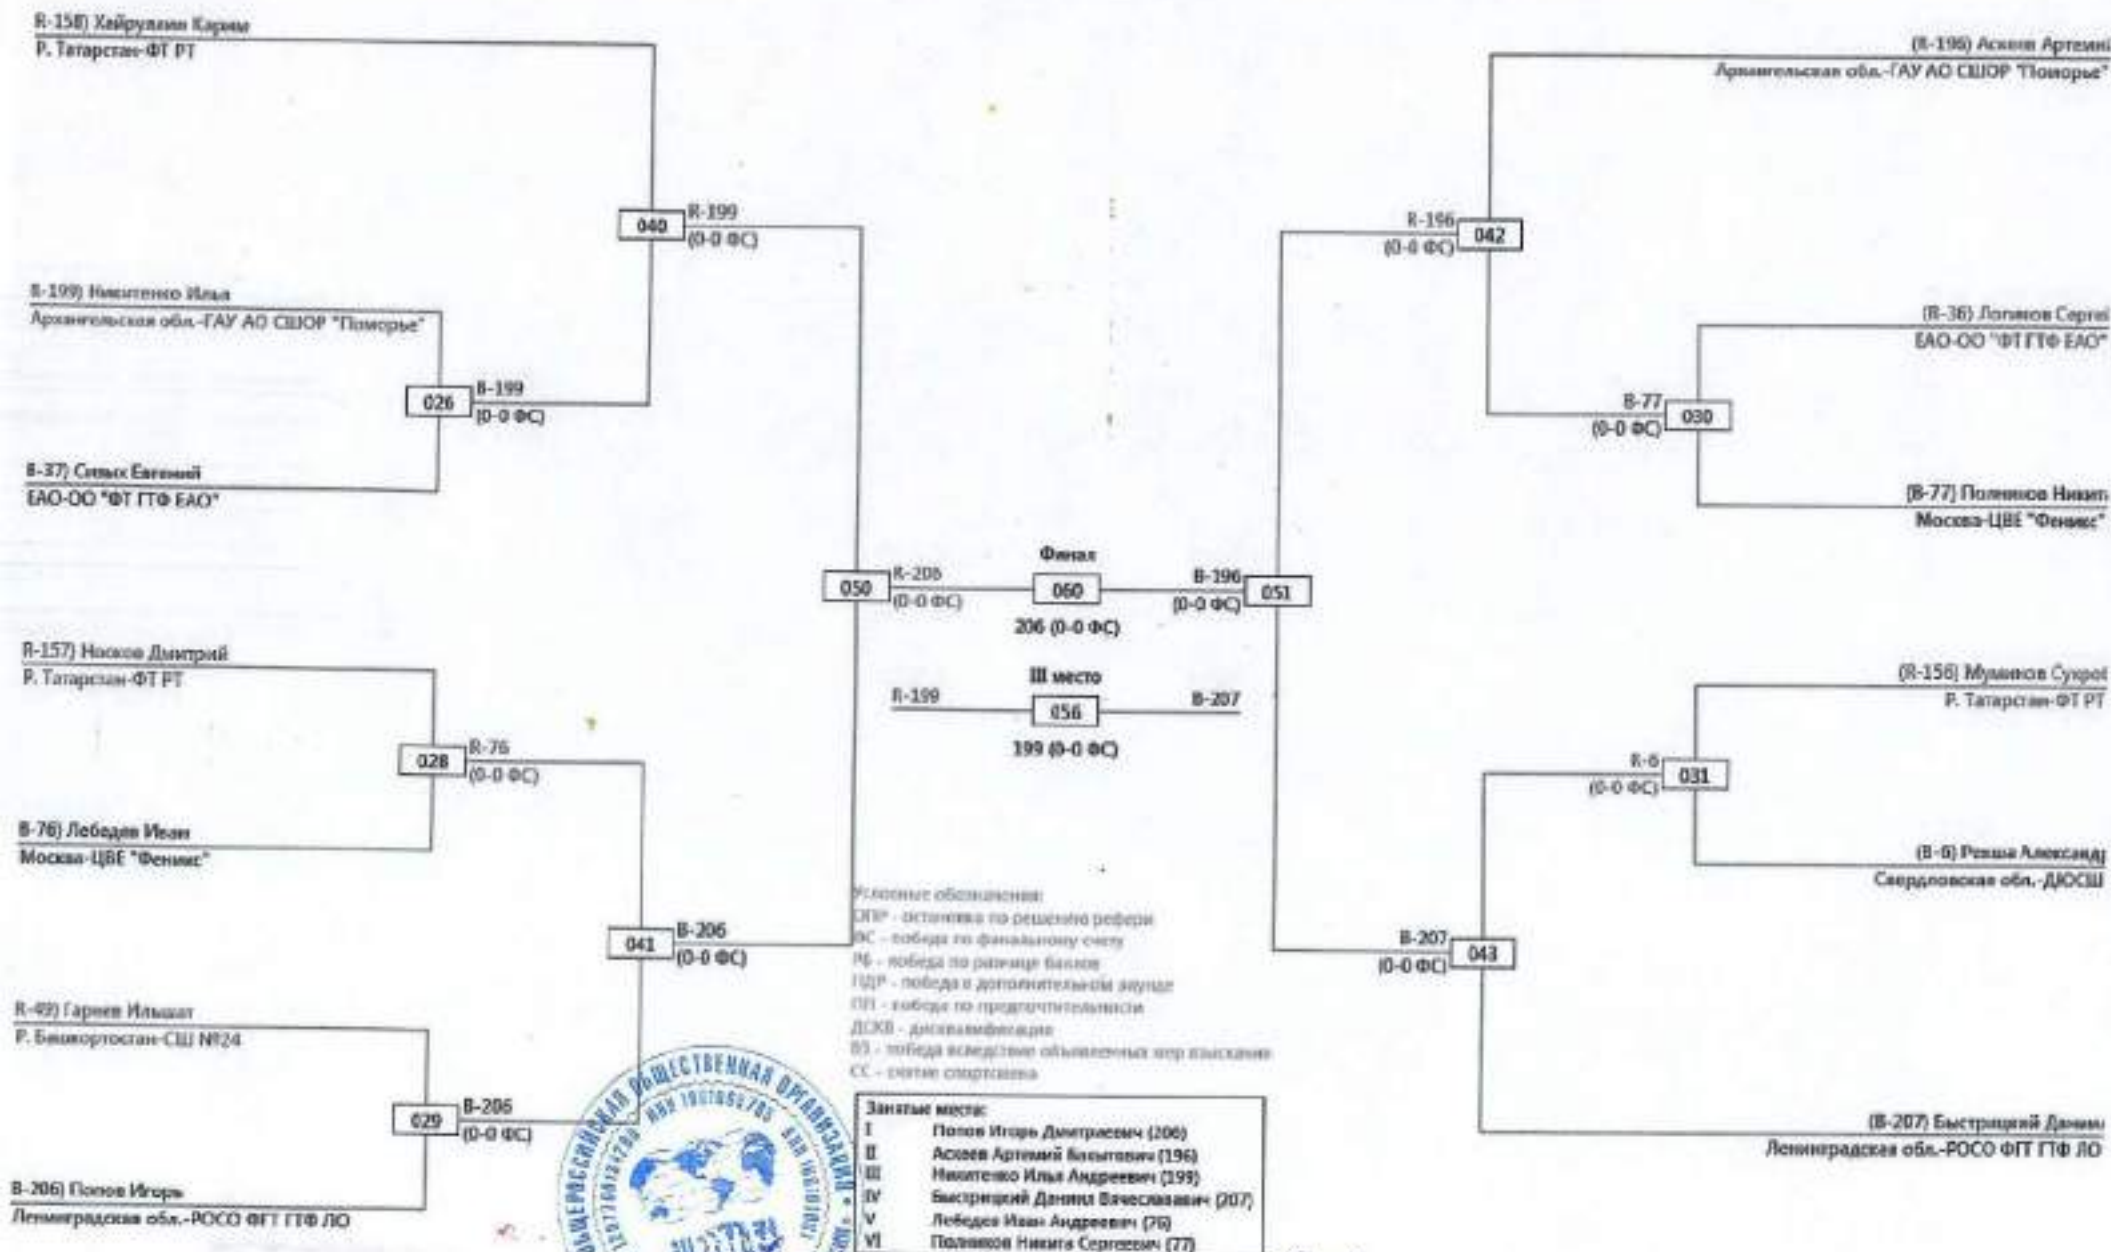 R-158) Хайруллин Карим
Р. Татарстан-ФТ РТ
R-199) Никитенко Илья
Архангельская обл.-ГАУ АО СШОР "Поморье"
B-37) Сивых Евгений
ЕАО-ОО "ФТ ГТФ ЕАО"
R-157) Носков Дмитрий
Р. Татарстан-ФТ РТ
B-76) Лебедев Иван
Москва-ЦВЕ "Феникс"
R-49) Гареев Ильшат
Р. Башкортостан-СШ №24
B-206) Попов Игорь
Ленинградская обл.-РОСО ФГТ ГТФ ЛО
026
B-199
(0-0 ФС)
028
R-76
(0-0 ФС)
029
B-206
(0-0 ФС)
040
R-199
(0-0 ФС)
041
B-206
(0-0 ФС)
050
R-206
(0-0 ФС)
Финал
060
206 (0-0 ФС)
III место
R-199
056
B-207
199 (0-0 ФС)
B-196
(0-0 ФС)
051
R-196
(0-0 ФС)
042
B-207
(0-0 ФС)
043
B-77
(0-0 ФС)
030
R-6
(0-0 ФС)
031
(R-196) Аскеев Артемий
Архангельская обл.-ГАУ АО СШОР "Поморье"
(R-36) Логинов Сергей
ЕАО-ОО "ФТ ГТФ ЕАО"
(B-77) Полников Никит
Москва-ЦВЕ "Феникс"
(R-156) Муминов Сухроб
Р. Татарстан-ФТ РТ
(B-6) Ревша Александр
Свердловская обл.-ДЮСШ
(B-207) Быстрицкий Данил
Ленинградская обл.-РОСО ФГТ ГТФ ЛО
Условные обозначения:
ОПР - остановка по решению рефери
ФС - победа по финальному счету
РБ - победа по разнице баллов
ПДР - победа в дополнительном раунде
ПП - победа по предпочтительности
ДСКВ - дисквалификация
ВЗ - победа вследствие объявленных мер взыскания
СС - снятие спортсмена
Занятые места:
I Попов Игорь Дмитриевич (206)
II Аскеев Артемий (196)
III Никитенко Илья Андреевич (199)
IV Быстрицкий Данил Вячеславович (207)
V Лебедев Иван Андреевич (76)
VI Полников Никита Сергеевич (77)
ОБЩЕРОССИЙСКАЯ ОБЩЕСТВЕННАЯ ОРГАНИЗАЦИЯ